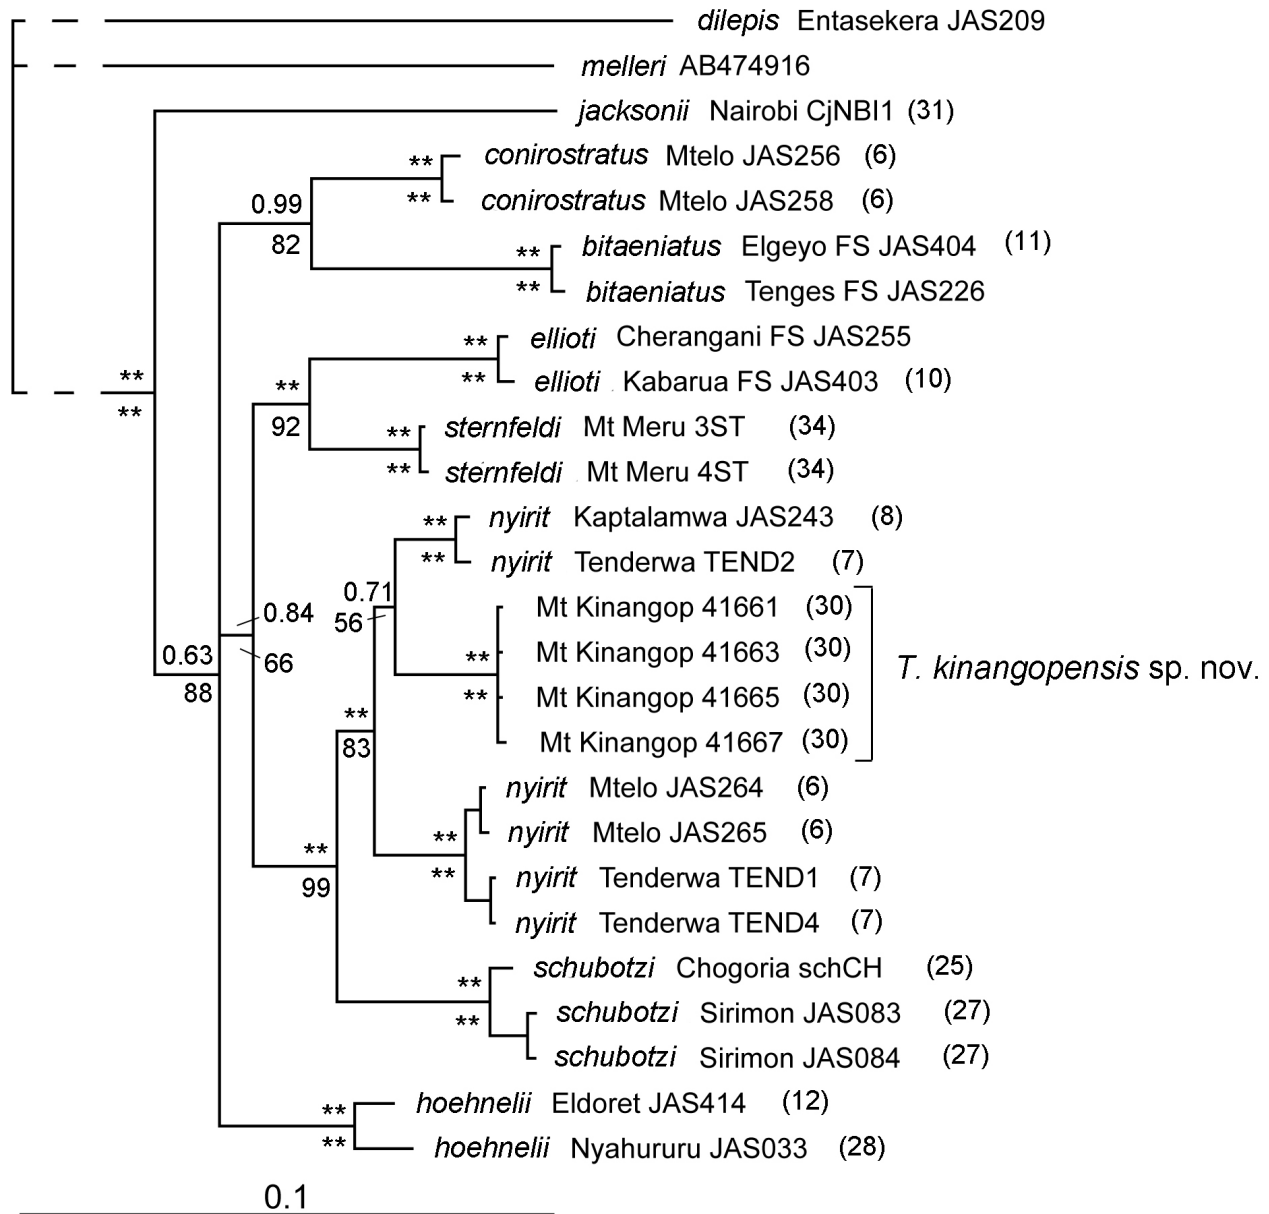 dilepis Entasekera JAS209
melleri AB474916
jacksonii Nairobi CjNBI1 (31)
** conirostratus Mtelo JAS256 (6)
** conirostratus Mtelo JAS258 (6)
0.99
82
** bitaeniatus Elgeyo FS JAS404 (11)
** bitaeniatus Tenges FS JAS226
** ellioti Cherangani FS JAS255
** ellioti Kabarua FS JAS403 (10)
**
**
**
92
** sternfeldi Mt Meru 3ST (34)
** sternfeldi Mt Meru 4ST (34)
** nyirit Kaptalamwa JAS243 (8)
** nyirit Tenderwa TEND2 (7)
0.71
56
0.84
66
0.63
88
Mt Kinangop 41661 (30)
** Mt Kinangop 41663 (30)
** Mt Kinangop 41665 (30)
Mt Kinangop 41667 (30)
T. kinangopensis sp. nov.
**
83
nyirit Mtelo JAS264 (6)
** nyirit Mtelo JAS265 (6)
** nyirit Tenderwa TEND1 (7)
nyirit Tenderwa TEND4 (7)
**
99
** schubotzi Chogoria schCH (25)
** schubotzi Sirimon JAS083 (27)
schubotzi Sirimon JAS084 (27)
** hoehnelii Eldoret JAS414 (12)
** hoehnelii Nyahururu JAS033 (28)
0.1